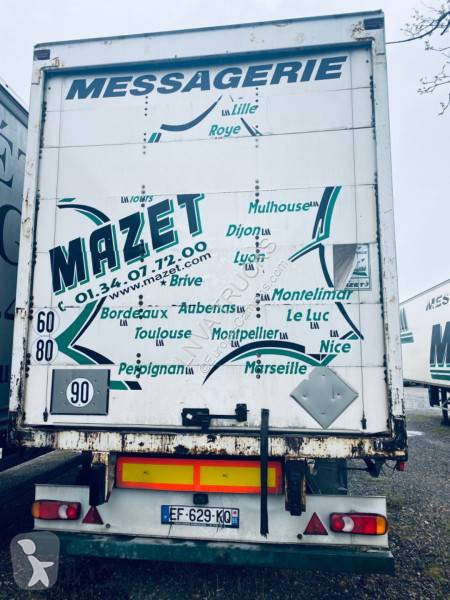 MESSAGERIE
Lille
Roye
Tours
Mulhouse
MAZET
Dijon
Lyon
01.34.07.72.00
www.mazet.com
Brive
Montelimar
Bordeaux
Aubenas
Le Luc
60
80
Toulouse
Montpellier
Nice
Perpignan
Marseille
90
EF-629-KQ
MESSAGERIE